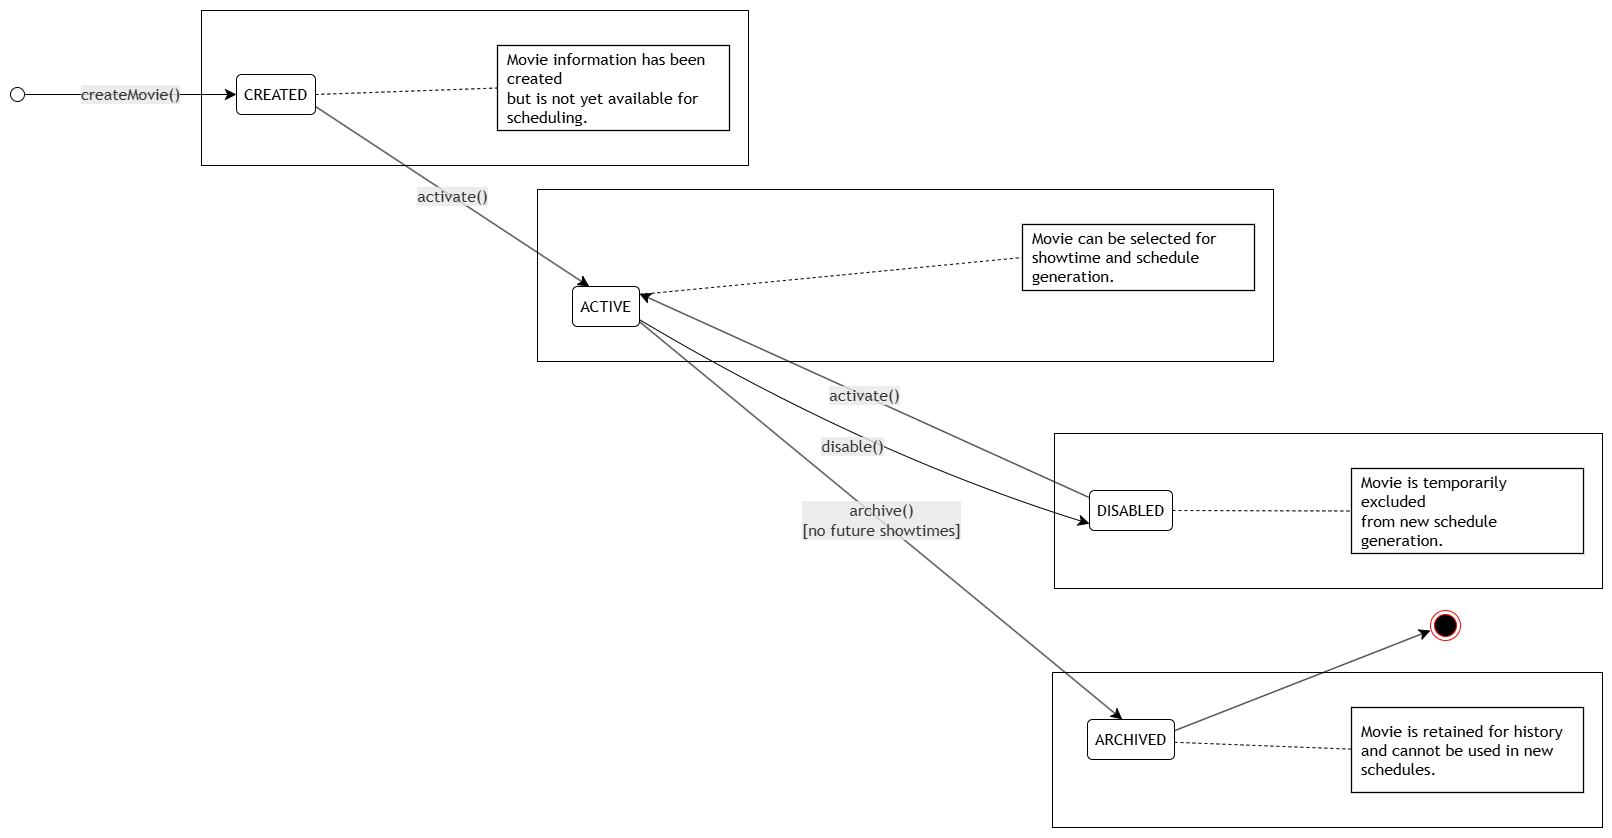 createMovie()
CREATED
Movie information has been
created
but is not yet available for
scheduling.
activate()
Movie can be selected for
showtime and schedule
generation.
ACTIVE
activate()
disable()
archive()
[no future showtimes]
DISABLED
Movie is temporarily
excluded
from new schedule
generation.
ARCHIVED
Movie is retained for history
and cannot be used in new
schedules.